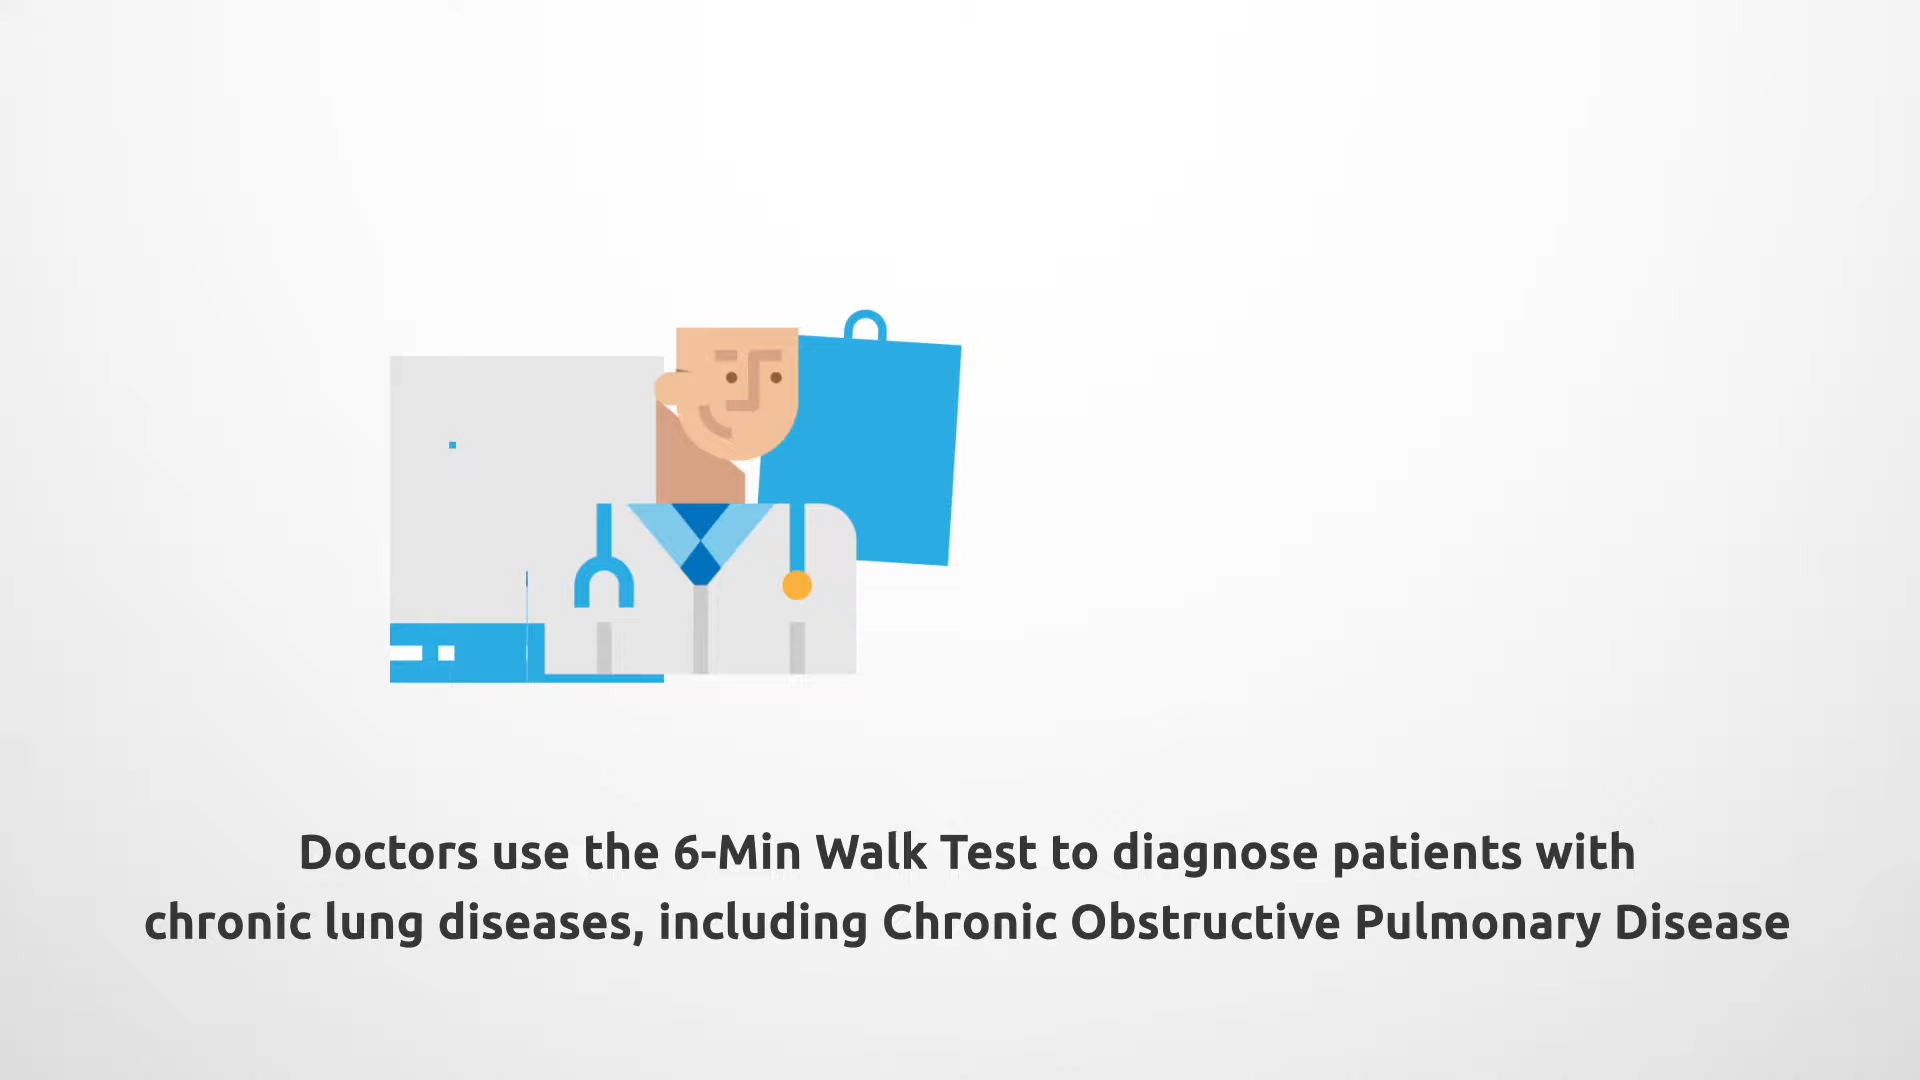 Doctors use the 6-Min Walk Test to diagnose patients with
chronic lung diseases, including Chronic Obstructive Pulmonary Disease